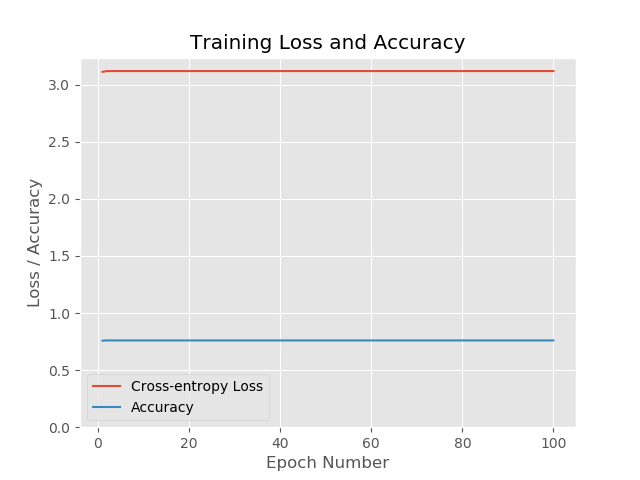 Training Loss and Accuracy
3.0
2.5
2.0
1.5
1.0
0.5
0.0
Loss / Accuracy
Cross-entropy Loss
Accuracy
0 20 40 60 80 100
Epoch Number